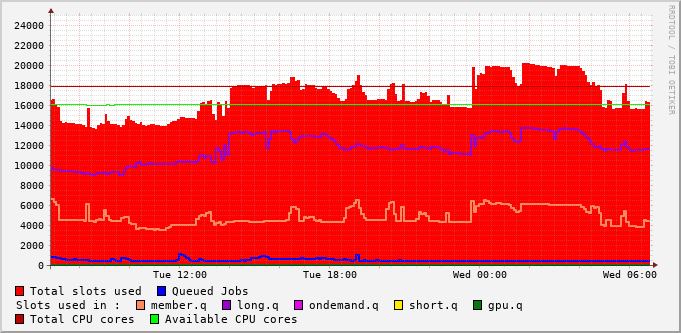 RRDTOOL / TOBI OETIKER
24000
22000
20000
18000
16000
14000
12000
10000
8000
6000
4000
2000
0
Tue 12:00 Tue 18:00 Wed 00:00 Wed 06:00
Total slots used Queued Jobs
Slots used in : member.q long.q ondemand.q short.q gpu.q
Total CPU cores Available CPU cores